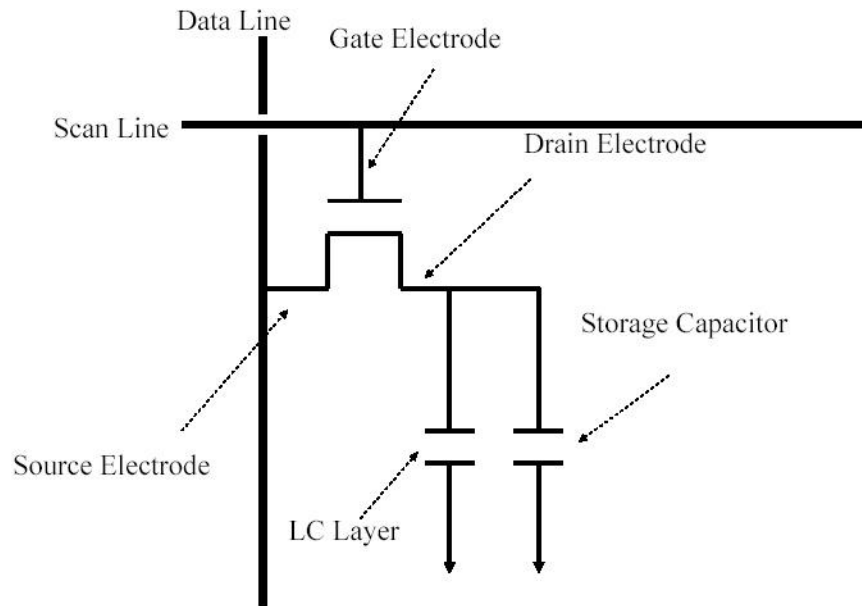 Data Line
Gate Electrode
Scan Line
Drain Electrode
Storage Capacitor
Source Electrode
LC Layer